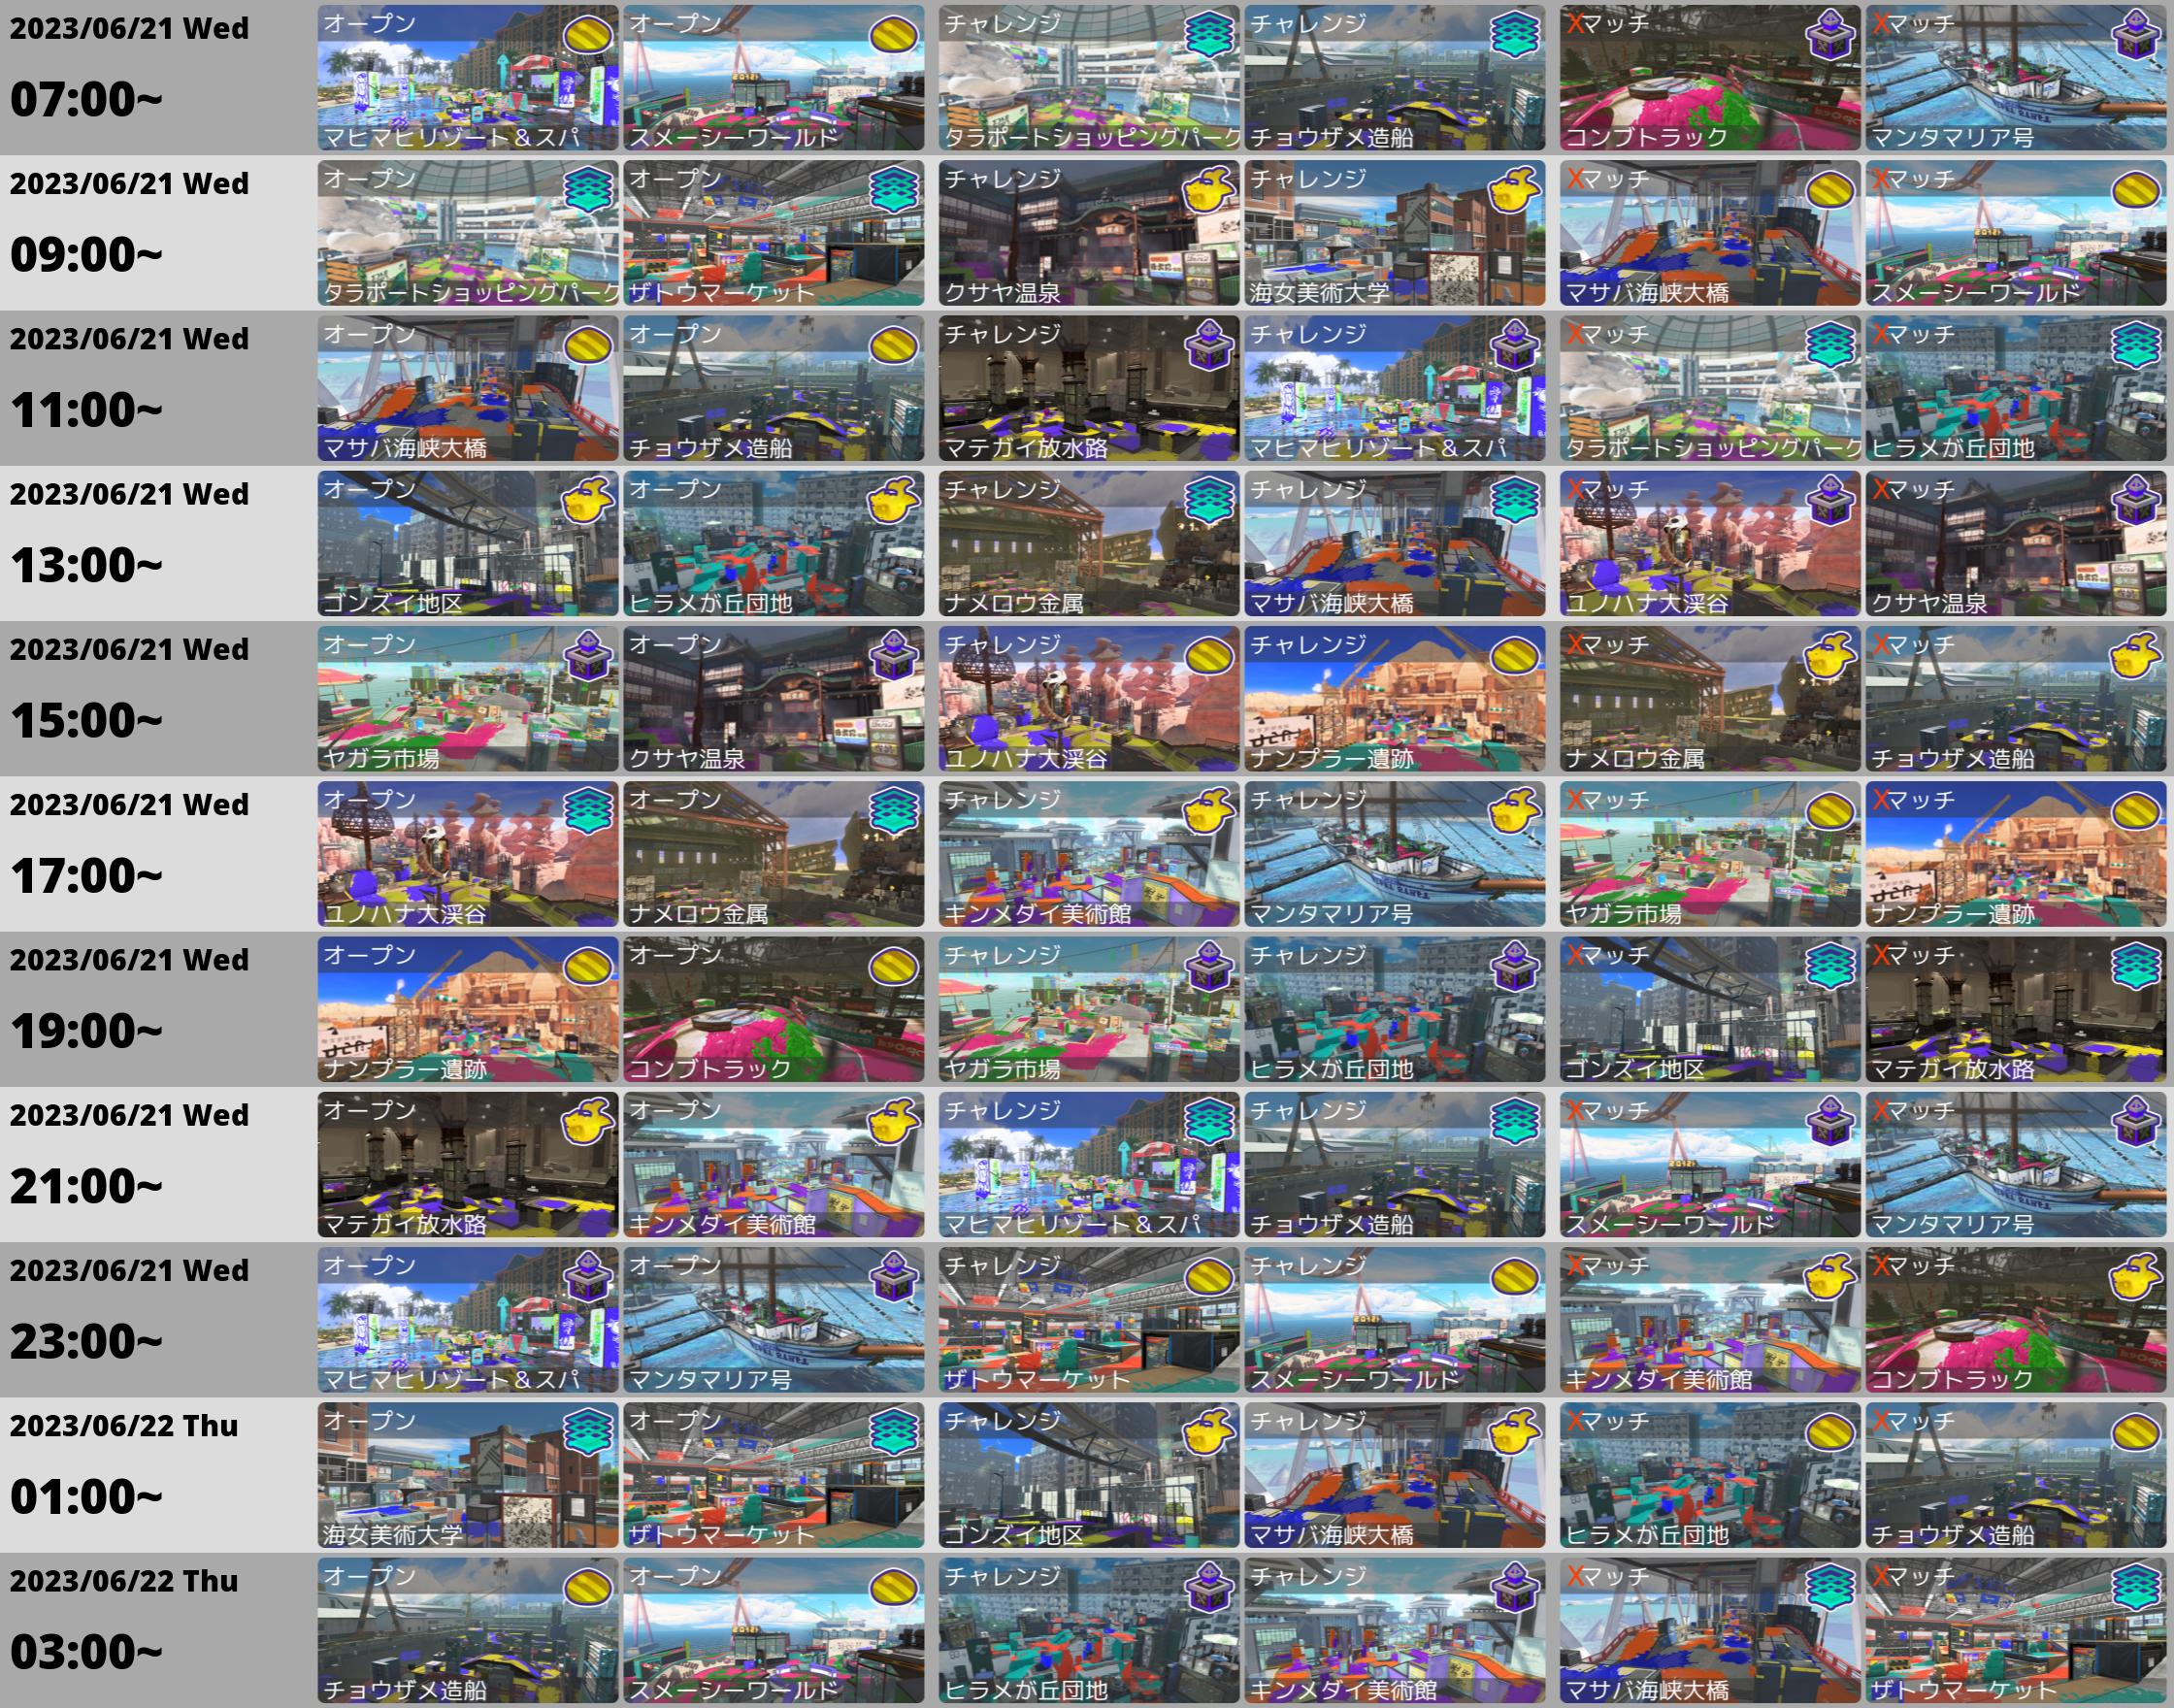 2023/06/21 Wed
07:00~
オープン オープン チャレンジ チャレンジ Xマッチ Xマッチ
マヒマヒリゾート＆スパ スメーシーワールド タラポートショッピングパーク チョウザメ造船 コンブトラック マンタマリア号
2023/06/21 Wed
09:00~
オープン オープン チャレンジ チャレンジ Xマッチ Xマッチ
タラポートショッピングパーク ザトウマーケット クサヤ温泉 海女美術大学 マサバ海峡大橋 スメーシーワールド
2023/06/21 Wed
11:00~
オープン オープン チャレンジ チャレンジ Xマッチ Xマッチ
マサバ海峡大橋 チョウザメ造船 マテガイ放水路 マヒマヒリゾート＆スパ タラポートショッピングパーク ヒラメが丘団地
2023/06/21 Wed
13:00~
オープン オープン チャレンジ チャレンジ Xマッチ Xマッチ
ゴンズイ地区 ヒラメが丘団地 ナメロウ金属 マサバ海峡大橋 ユノハナ大渓谷 クサヤ温泉
2023/06/21 Wed
15:00~
オープン オープン チャレンジ チャレンジ Xマッチ Xマッチ
ヤガラ市場 クサヤ温泉 ユノハナ大渓谷 ナンプラー遺跡 ナメロウ金属 チョウザメ造船
2023/06/21 Wed
17:00~
オープン オープン チャレンジ チャレンジ Xマッチ Xマッチ
ユノハナ大渓谷 ナメロウ金属 キンメダイ美術館 マンタマリア号 ヤガラ市場 ナンプラー遺跡
2023/06/21 Wed
19:00~
オープン オープン チャレンジ チャレンジ Xマッチ Xマッチ
ナンプラー遺跡 コンブトラック ヤガラ市場 ヒラメが丘団地 ゴンズイ地区 マテガイ放水路
2023/06/21 Wed
21:00~
オープン オープン チャレンジ チャレンジ Xマッチ Xマッチ
マテガイ放水路 キンメダイ美術館 マヒマヒリゾート＆スパ チョウザメ造船 スメーシーワールド マンタマリア号
2023/06/21 Wed
23:00~
オープン オープン チャレンジ チャレンジ Xマッチ Xマッチ
マヒマヒリゾート＆スパ マンタマリア号 ザトウマーケット スメーシーワールド キンメダイ美術館 コンブトラック
2023/06/22 Thu
01:00~
オープン オープン チャレンジ チャレンジ Xマッチ Xマッチ
海女美術大学 ザトウマーケット ゴンズイ地区 マサバ海峡大橋 ヒラメが丘団地 チョウザメ造船
2023/06/22 Thu
03:00~
オープン オープン チャレンジ チャレンジ Xマッチ Xマッチ
チョウザメ造船 スメーシーワールド ヒラメが丘団地 キンメダイ美術館 マサバ海峡大橋 ザトウマーケット